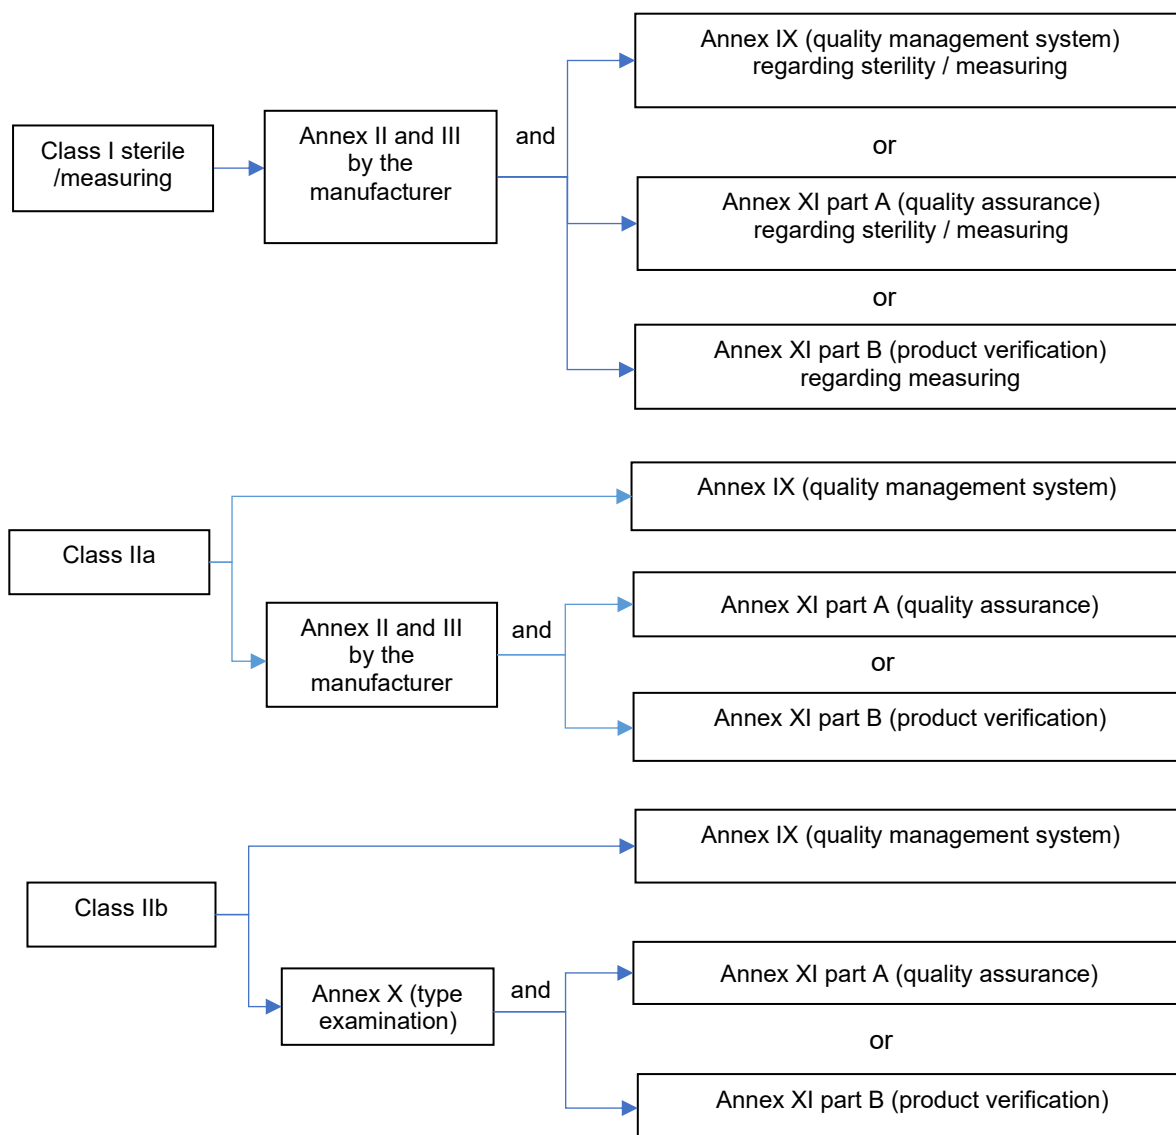 Annex IX (quality management system)
regarding sterility / measuring
Class I sterile
/measuring
Annex II and III
by the
manufacturer
and
or
Annex XI part A (quality assurance)
regarding sterility / measuring
or
Annex XI part B (product verification)
regarding measuring
Annex IX (quality management system)
Class IIa
Annex II and III
by the
manufacturer
and
Annex XI part A (quality assurance)
or
Annex XI part B (product verification)
Annex IX (quality management system)
Class IIb
Annex X (type
examination)
and
Annex XI part A (quality assurance)
or
Annex XI part B (product verification)